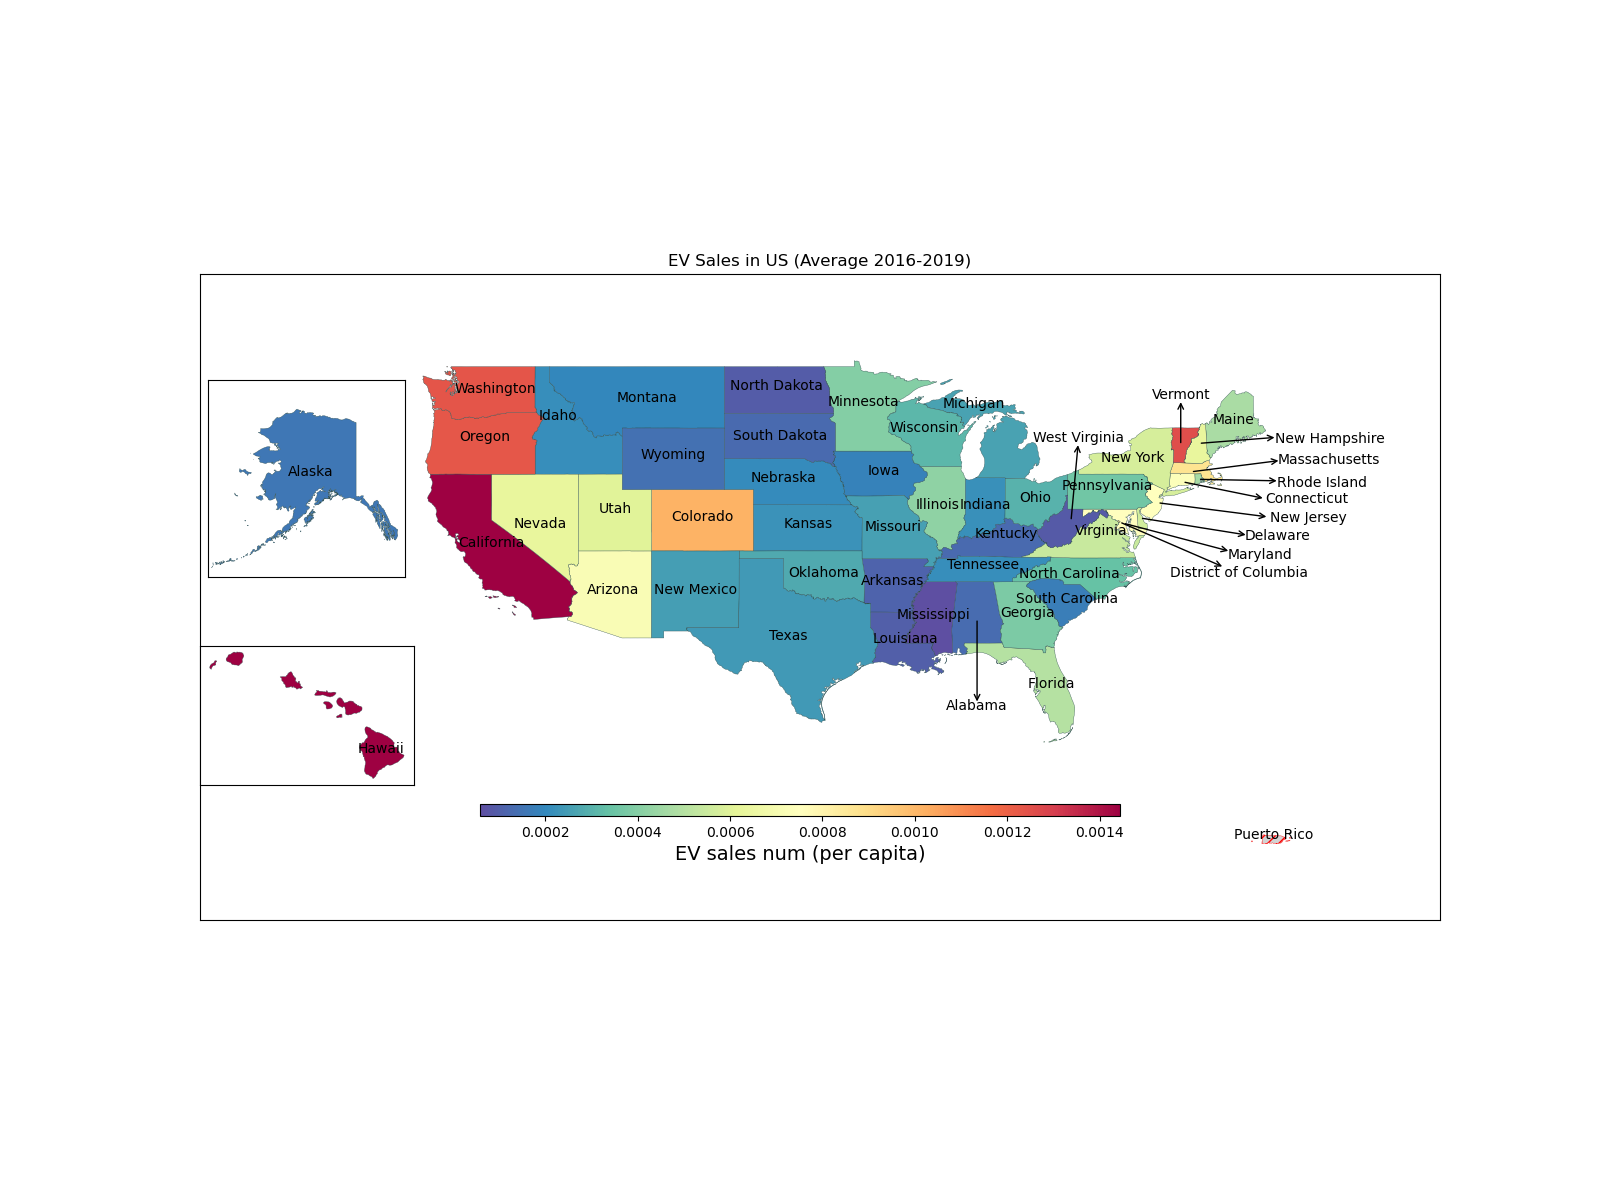 EV Sales in US (Average 2016-2019)
Washington
Montana
North Dakota
Minnesota
Michigan
Vermont
Maine
Idaho
Oregon
South Dakota
Wisconsin
West Virginia
New Hampshire
Wyoming
Iowa
New York
Massachusetts
Alaska
Nebraska
Pennsylvania
Rhode Island
Utah
Colorado
Illinois
Indiana
Ohio
Connecticut
Nevada
Kansas
Missouri
Kentucky
Virginia
New Jersey
California
Delaware
Maryland
Arizona
New Mexico
Oklahoma
Arkansas
Tennessee
North Carolina
District of Columbia
South Carolina
Mississippi
Georgia
Texas
Louisiana
Florida
Alabama
Hawaii
0.0002 0.0004 0.0006 0.0008 0.0010 0.0012 0.0014
EV sales num (per capita)
Puerto Rico